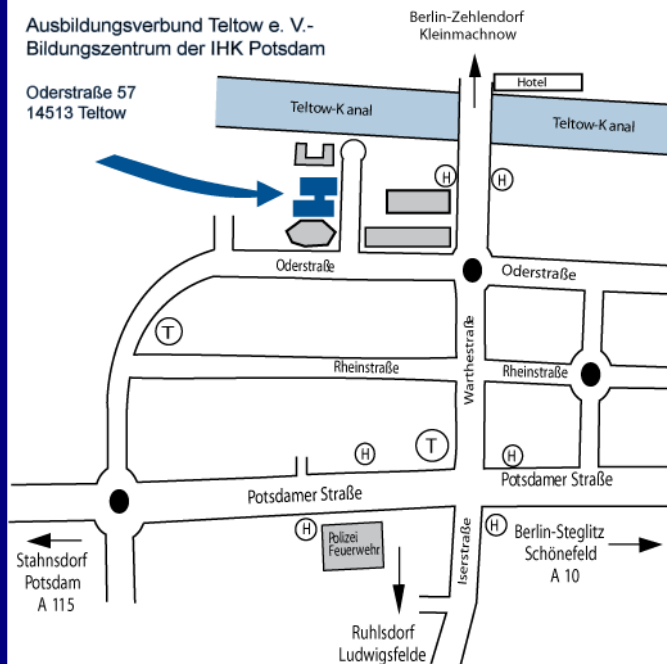 Ausbildungsverbund Teltow e. V.-
Bildungszentrum der IHK Potsdam
Oderstraße 57
14513 Teltow
Berlin-Zehlendorf
Kleinmachnow
Hotel
Teltow-Kanal
Teltow-Kanal
H
H
Oderstraße
Oderstraße
T
Warthestraße
Rheinstraße
Rheinstraße
H
T
H
Potsdamer Straße
Potsdamer Straße
H
Polizei
Feuerwehr
H
Iserstraße
Stahnsdorf
Potsdam
A 115
Berlin-Steglitz
Schönefeld
A 10
Ruhlsdorf
Ludwigsfelde